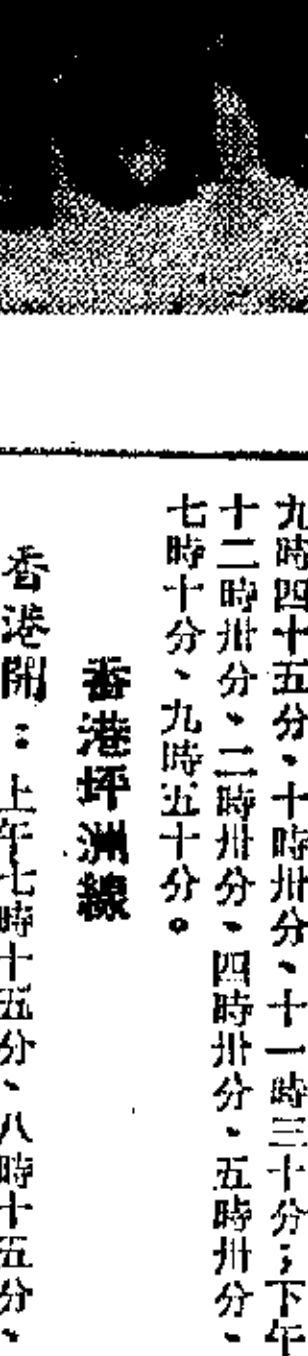 九時四十五分、十時卅分、十一時三十分；下午
十二時卅分、二時卅分、四時卅分、五時卅分、
七時十分、九時五十分。
香港坪洲線
香港開：上午七時十五分、八時十五分、